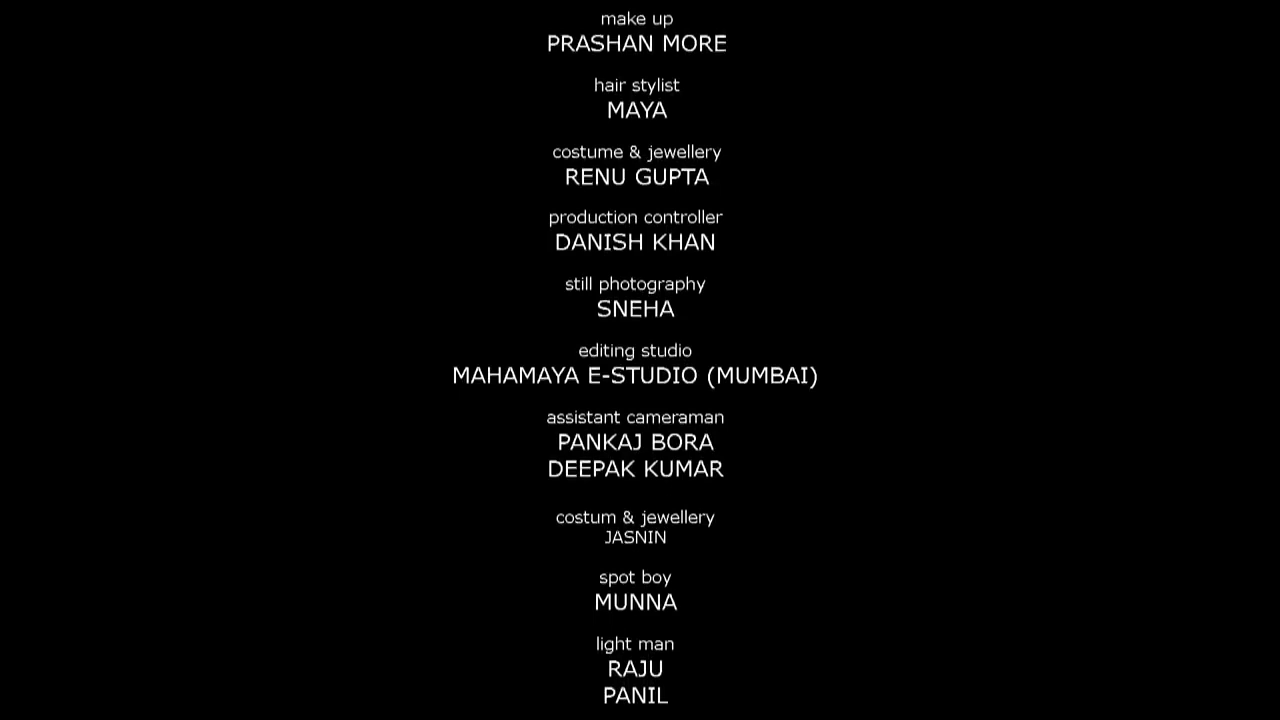 make up
PRASHAN MORE
hair stylist
MAYA
costume & jewellery
RENU GUPTA
production controller
DANISH KHAN
still photography
SNEHA
editing studio
MAHAMAYA E-STUDIO (MUMBAI)
assistant cameraman
PANKAJ BORA
DEEPAK KUMAR
costum & jewellery
JASNIN
spot boy
MUNNA
light man
RAJU
PANIL